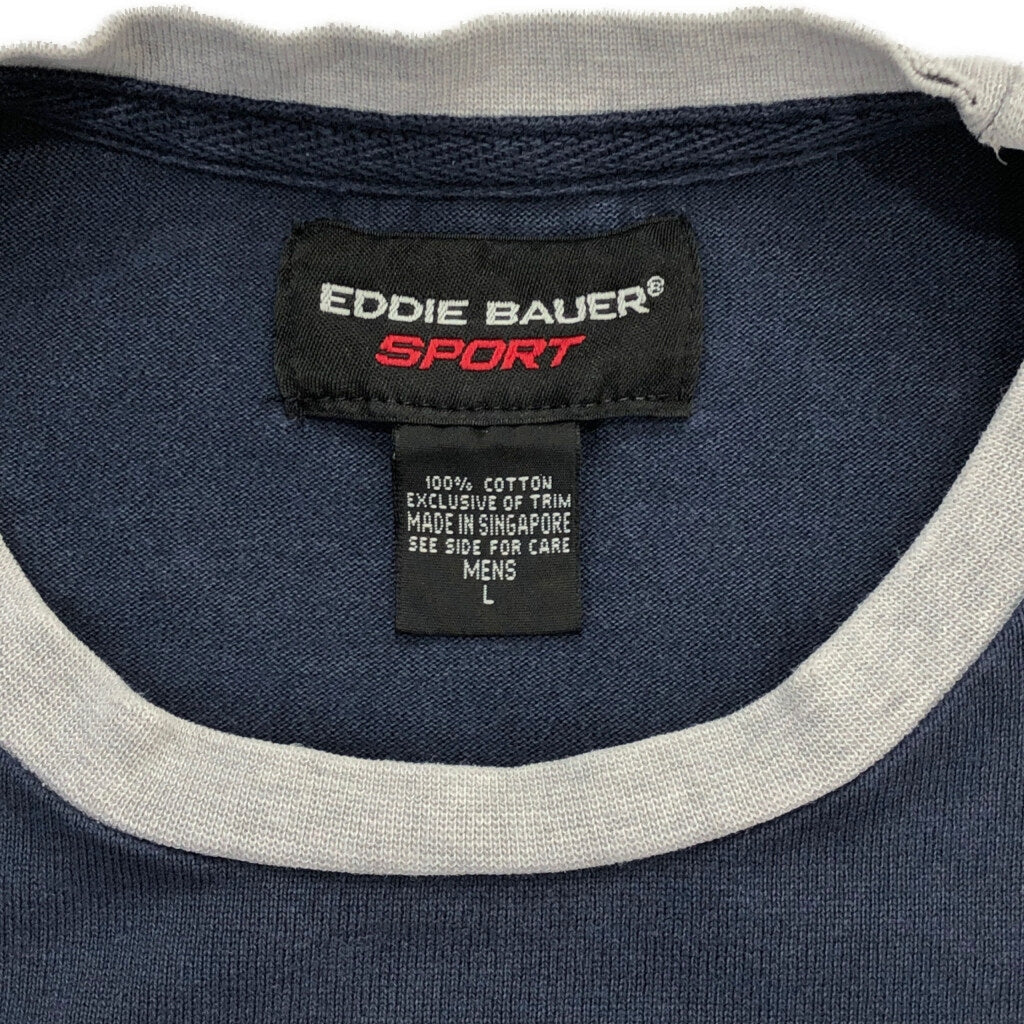 EDDIE BAUER®
SPORT
100% COTTON
EXCLUSIVE OF TRIM
MADE IN SINGAPORE
SEE SIDE FOR CARE
MENS
L